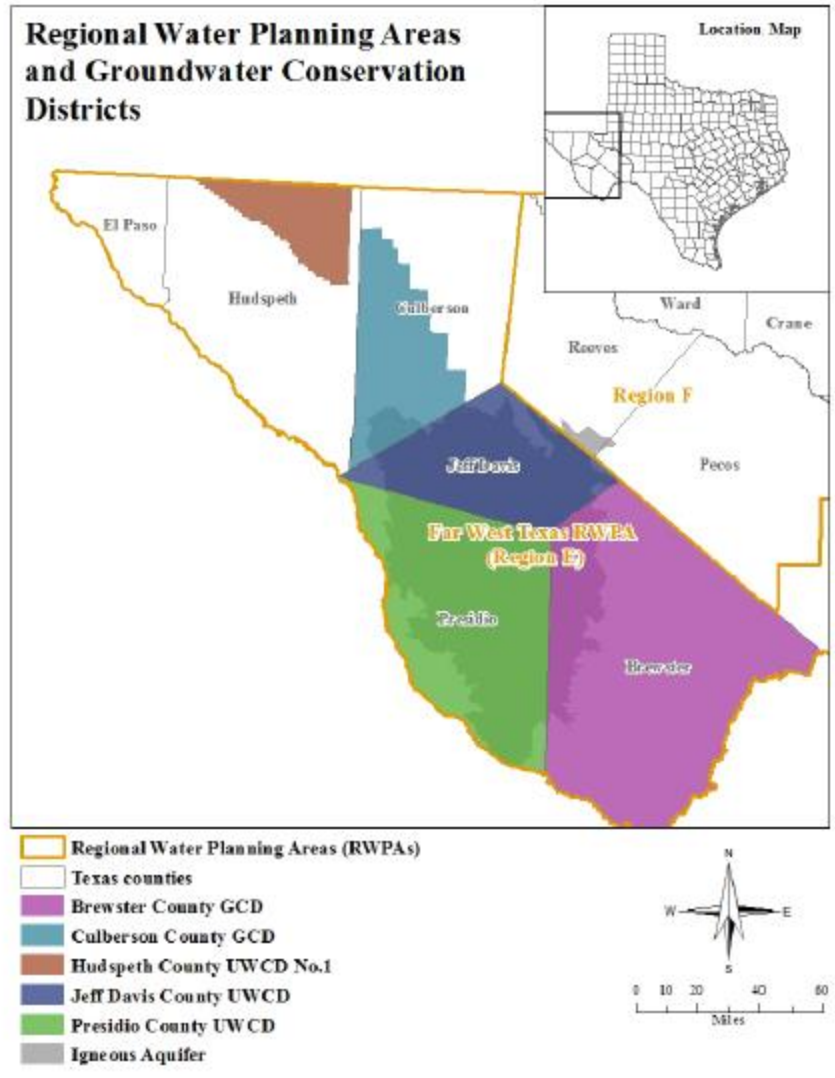 Regional Water Planning Areas
and Groundwater Conservation
Districts
Location Map
El Paso
Hudspeth
Culberson
Ward
Crane
Reeves
Region F
Jeff Davis
Pecos
Far West Texas RWPA
(Region E)
Presidio
Brewster
Regional Water Planning Areas (RWPAs)
Texas counties
Brewster County GCD
Culberson County GCD
Hudspeth County UWCD No.1
Jeff Davis County UWCD
Presidio County UWCD
Igneous Aquifer
N
W E
S
0 10 20 40 60
Miles